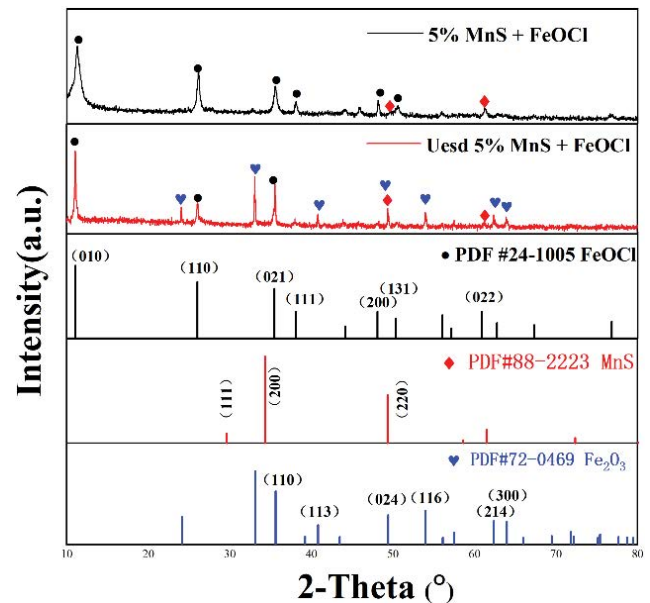 5% MnS + FeOCl
Uesd 5% MnS + FeOCl
PDF #24-1005 FeOCl
(010)
(110)
(021)
(111)
(200)
(131)
(022)
PDF#88-2223 MnS
(111)
(200)
(220)
PDF#72-0469 Fe₂O₃
(110)
(113)
(024)
(116)
(300)
(214)
10 20 30 40 50 60 70 80
2-Theta (°)
Intensity(a.u.)